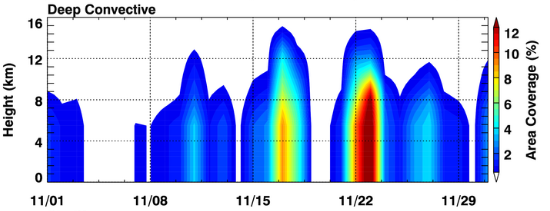 Deep Convective
16
12
8
4
0
Height (km)
11/01 11/08 11/15 11/22 11/29
12
10
8
6
4
2
Area Coverage (%)